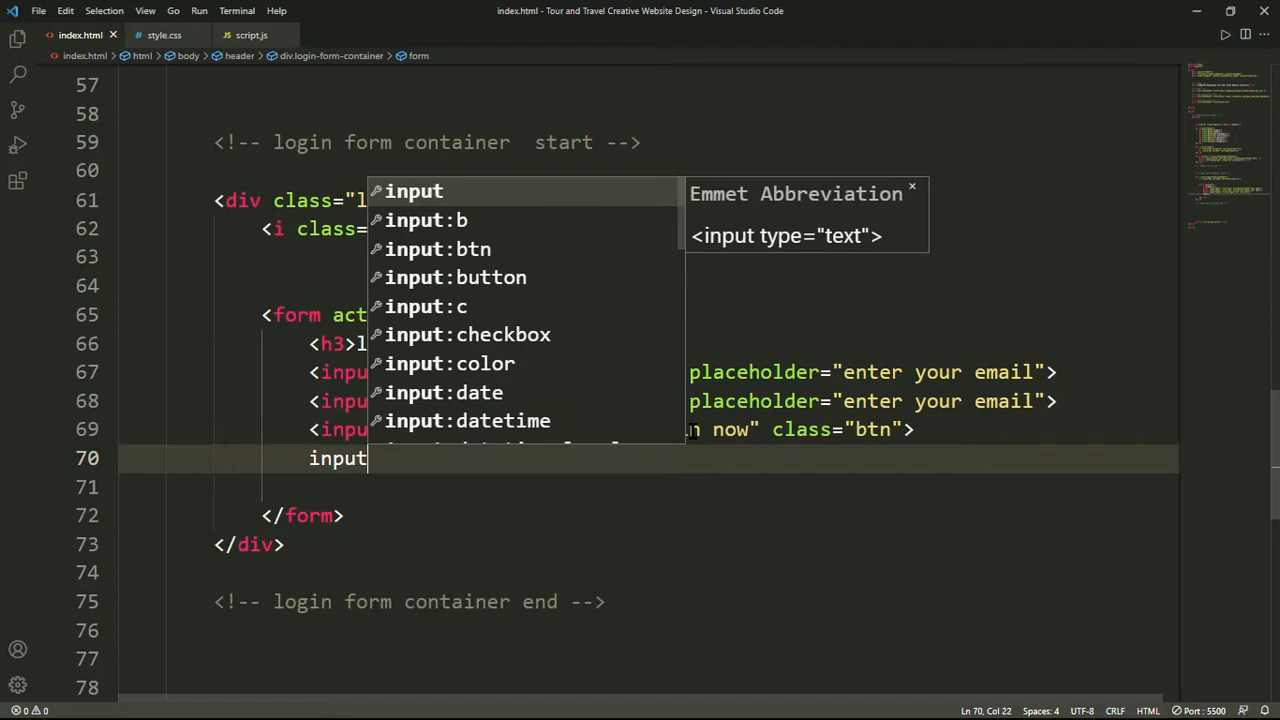 File Edit Selection View Go Run Terminal Help
index.html - Tour and Travel Creative Website Design - Visual Studio Code
index.html style.css script.js
index.html html body header div.login-form-container form
57
58
59 <!-- login form container  start -->
60
61 <div class="l
62 <i class=
63
64
65 <form act
66 <h3>l
67 <inpu placeholder="enter your email">
68 <inpu placeholder="enter your email">
69 <inpu n now" class="btn">
70 input
71
72 </form>
73 </div>
74
75 <!-- login form container end -->
76
77
78
input
input:b
input:btn
input:button
input:c
input:checkbox
input:color
input:date
input:datetime
Emmet Abbreviation
<input type="text">
0 0 Ln 70, Col 22 Spaces: 4 UTF-8 CRLF HTML Port : 5500